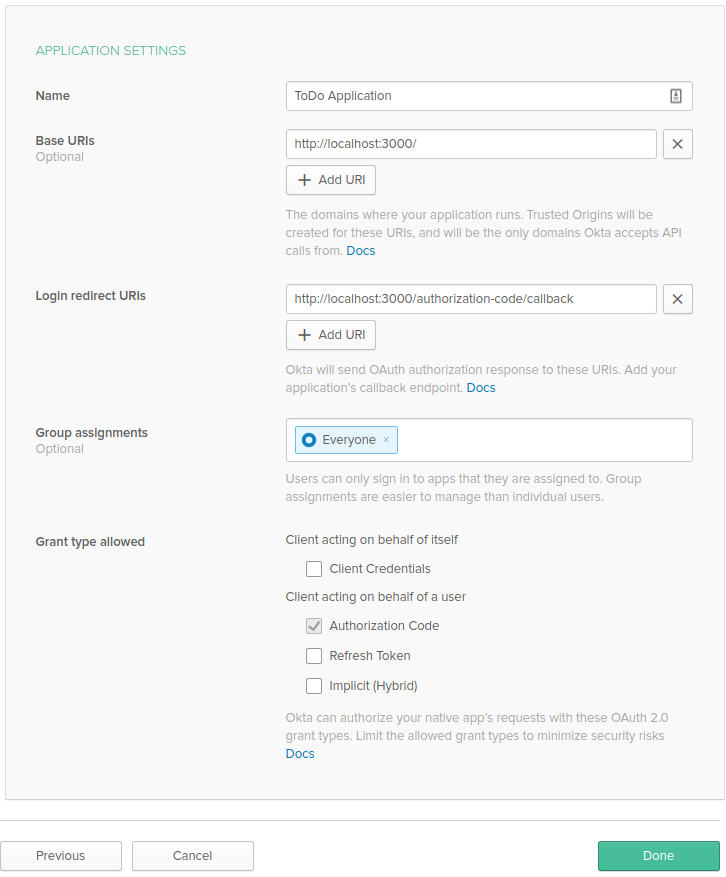 APPLICATION SETTINGS
Name
ToDo Application
Base URIs
Optional
http://localhost:3000/
Add URI
The domains where your application runs. Trusted Origins will be
created for these URIs, and will be the only domains Okta accepts API
calls from. Docs
Login redirect URIs
http://localhost:3000/authorization-code/callback
Add URI
Okta will send OAuth authorization response to these URIs. Add your
application's callback endpoint. Docs
Group assignments
Optional
Everyone ×
Users can only sign in to apps that they are assigned to. Group
assignments are easier to manage than individual users.
Grant type allowed
Client acting on behalf of itself
Client Credentials
Client acting on behalf of a user
Authorization Code
Refresh Token
Implicit (Hybrid)
Okta can authorize your native app's requests with these OAuth 2.0
grant types. Limit the allowed grant types to minimize security risks
Docs
Previous
Cancel
Done